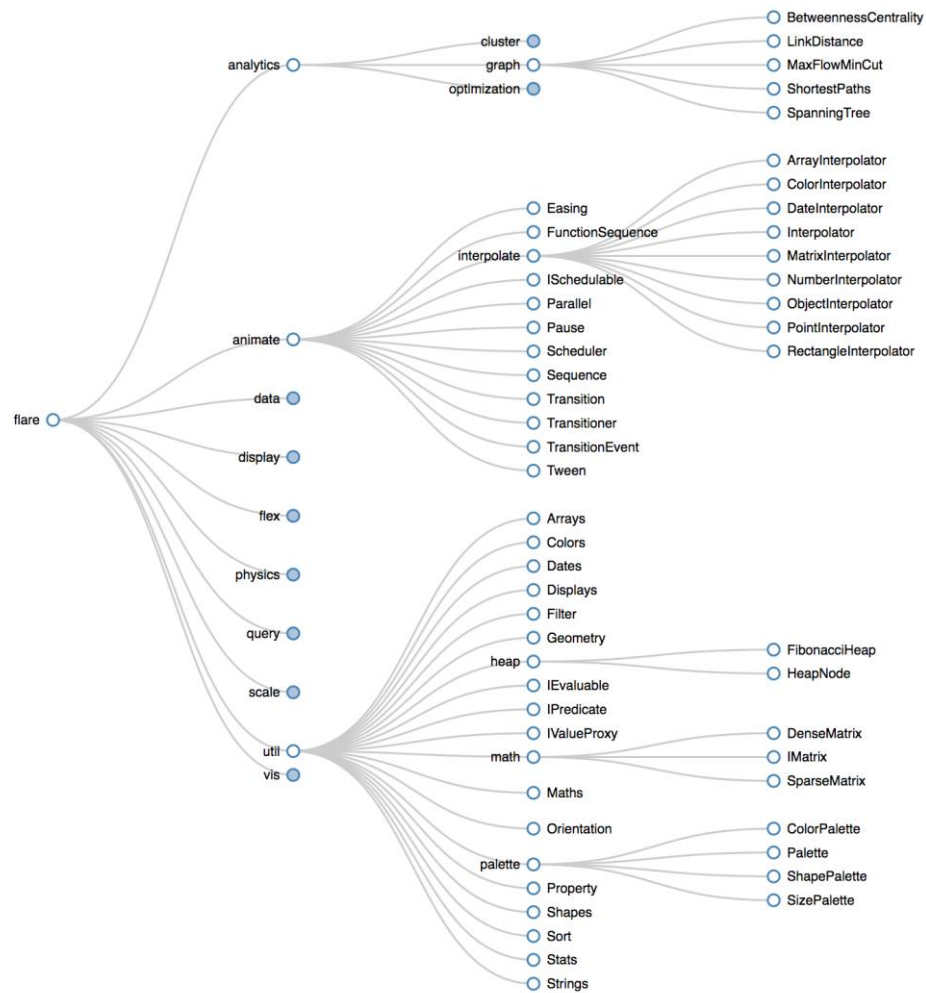 BetweennessCentrality
cluster
LinkDistance
analytics
graph
MaxFlowMinCut
optimization
ShortestPaths
SpanningTree
ArrayInterpolator
ColorInterpolator
Easing
DateInterpolator
FunctionSequence
Interpolator
interpolate
MatrixInterpolator
ISchedulable
NumberInterpolator
Parallel
ObjectInterpolator
Pause
PointInterpolator
animate
Scheduler
RectangleInterpolator
Sequence
data
Transition
flare
Transitioner
TransitionEvent
display
Tween
flex
Arrays
Colors
Dates
physics
Displays
Filter
query
Geometry
FibonacciHeap
heap
HeapNode
scale
IEvaluable
IPredicate
IValueProxy
DenseMatrix
util
math
IMatrix
vis
SparseMatrix
Maths
Orientation
ColorPalette
Palette
palette
ShapePalette
Property
SizePalette
Shapes
Sort
Stats
Strings